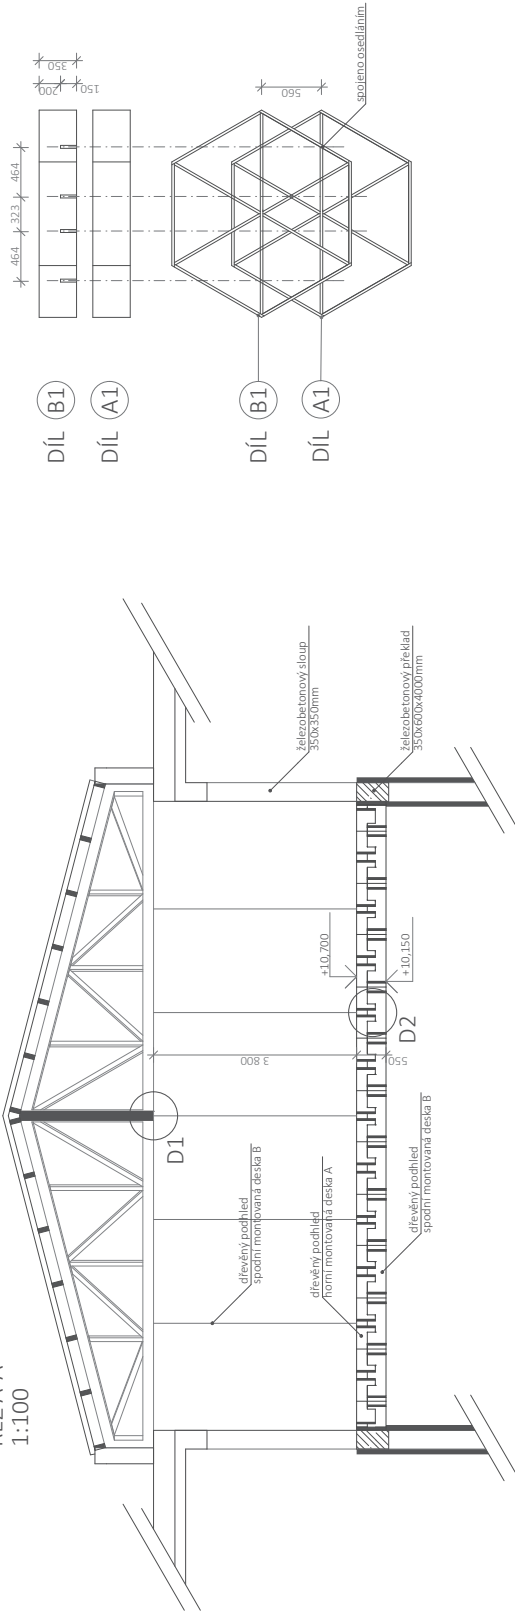 ŘEZ A-A
1:100
D1
D2
dřevěný podhled
spodní montovaná deska B
dřevěný podhled
horní montovaná deska A
dřevěný podhled
spodní montovaná deska B
3 800
550
+10,700
+10,150
železobetonový sloup
350x350mm
železobetonový překlad
350x600x4000mm
DÍL B1
DÍL A1
464
323
464
200
150
350
DÍL B1
DÍL A1
560
spojeno osedláním